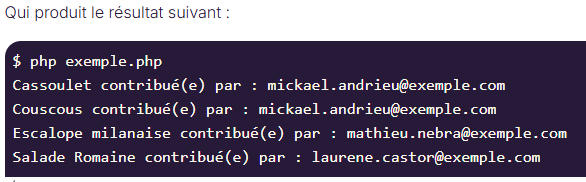 Qui produit le résultat suivant :
$ php exemple.php
Cassoulet contribué(e) par : mickael.andrieu@exemple.com
Couscous contribué(e) par : mickael.andrieu@exemple.com
Escalope milanaise contribué(e) par : mathieu.nebra@exemple.com
Salade Romaine contribué(e) par : laurene.castor@exemple.com